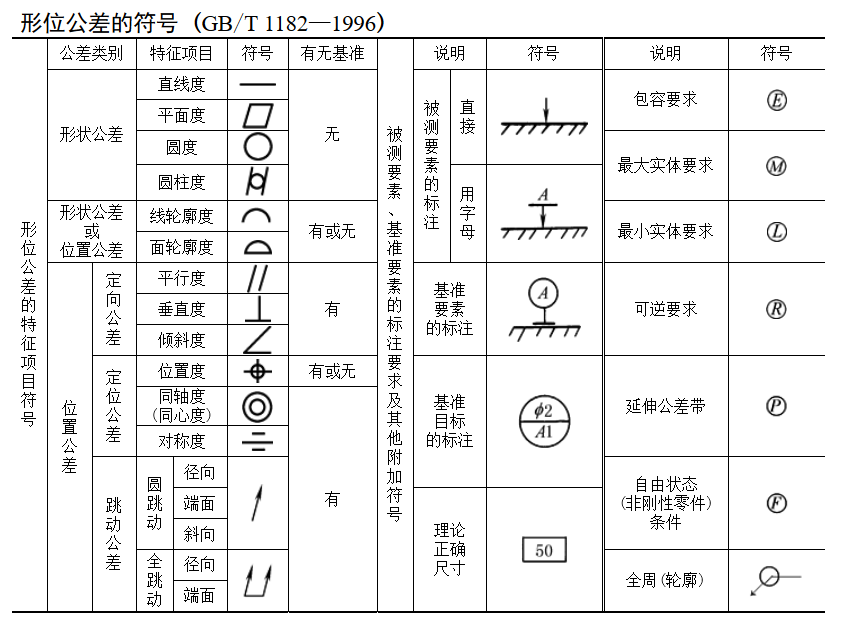 形位公差的符号（GB/T 1182—1996）
公差类别 特征项目 符号 有无基准 说明 符号 说明 符号
形位公差的特征项目符号
形状公差
直线度
平面度
圆度
圆柱度
无
形状公差
或
位置公差
线轮廓度
面轮廓度
有或无
位置公差
定向公差
平行度
垂直度
倾斜度
有
定位公差
位置度
有或无
同轴度
(同心度)
对称度
跳动公差
圆跳动
径向
端面
斜向
全跳动
径向
端面
有
被测要素、基准要素的标注要求及其他附加符号
被测要素的标注
直接
用字母
A
基准
要素
的标注
A
基准
目标
的标注
ϕ2
A1
理论
正确
尺寸
50
包容要求 E
最大实体要求 M
最小实体要求 L
可逆要求 R
延伸公差带 P
自由状态
(非刚性零件)
条件
F
全周(轮廓)